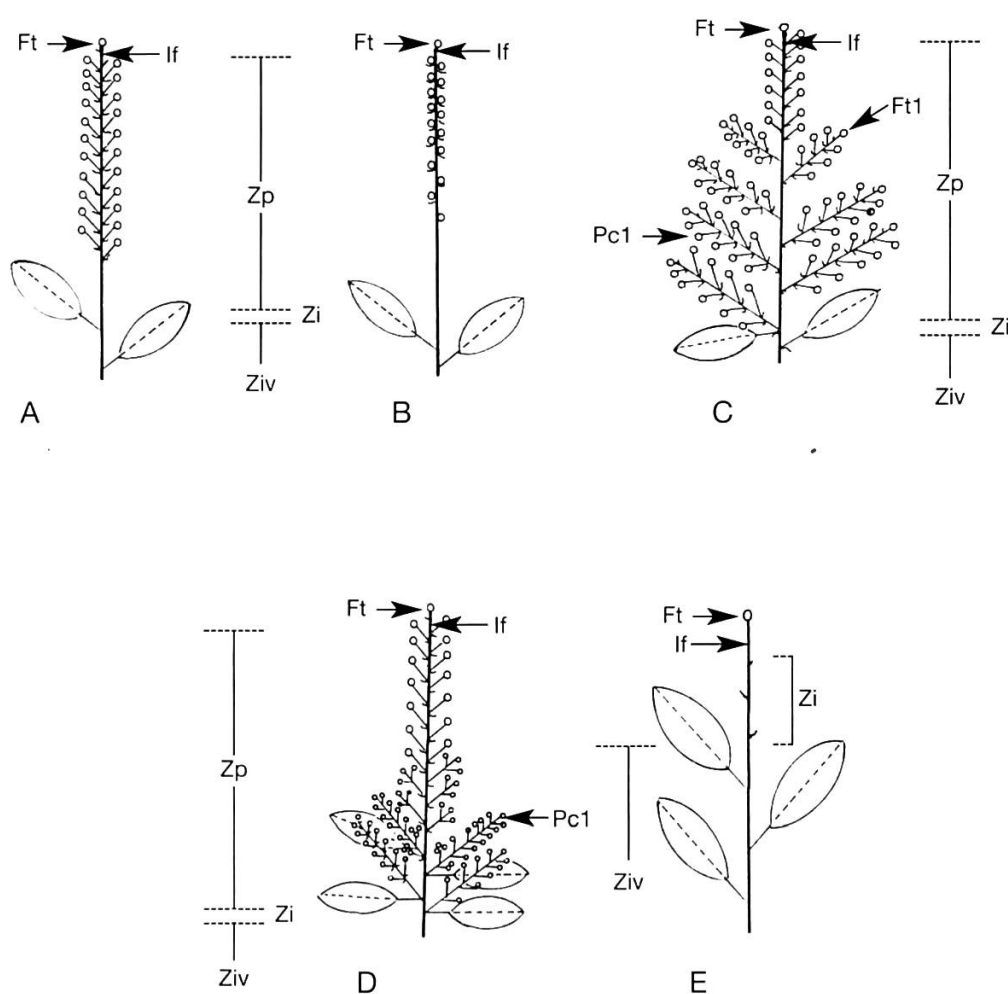 Ft
If
Zp
Zi
Ziv
A
Ft
If
B
Ft
If
Ft1
Zp
Pc1
Zi
Ziv
C
Ft
If
Zp
Pc1
Zi
Ziv
D
Ft
If
Zi
Ziv
E